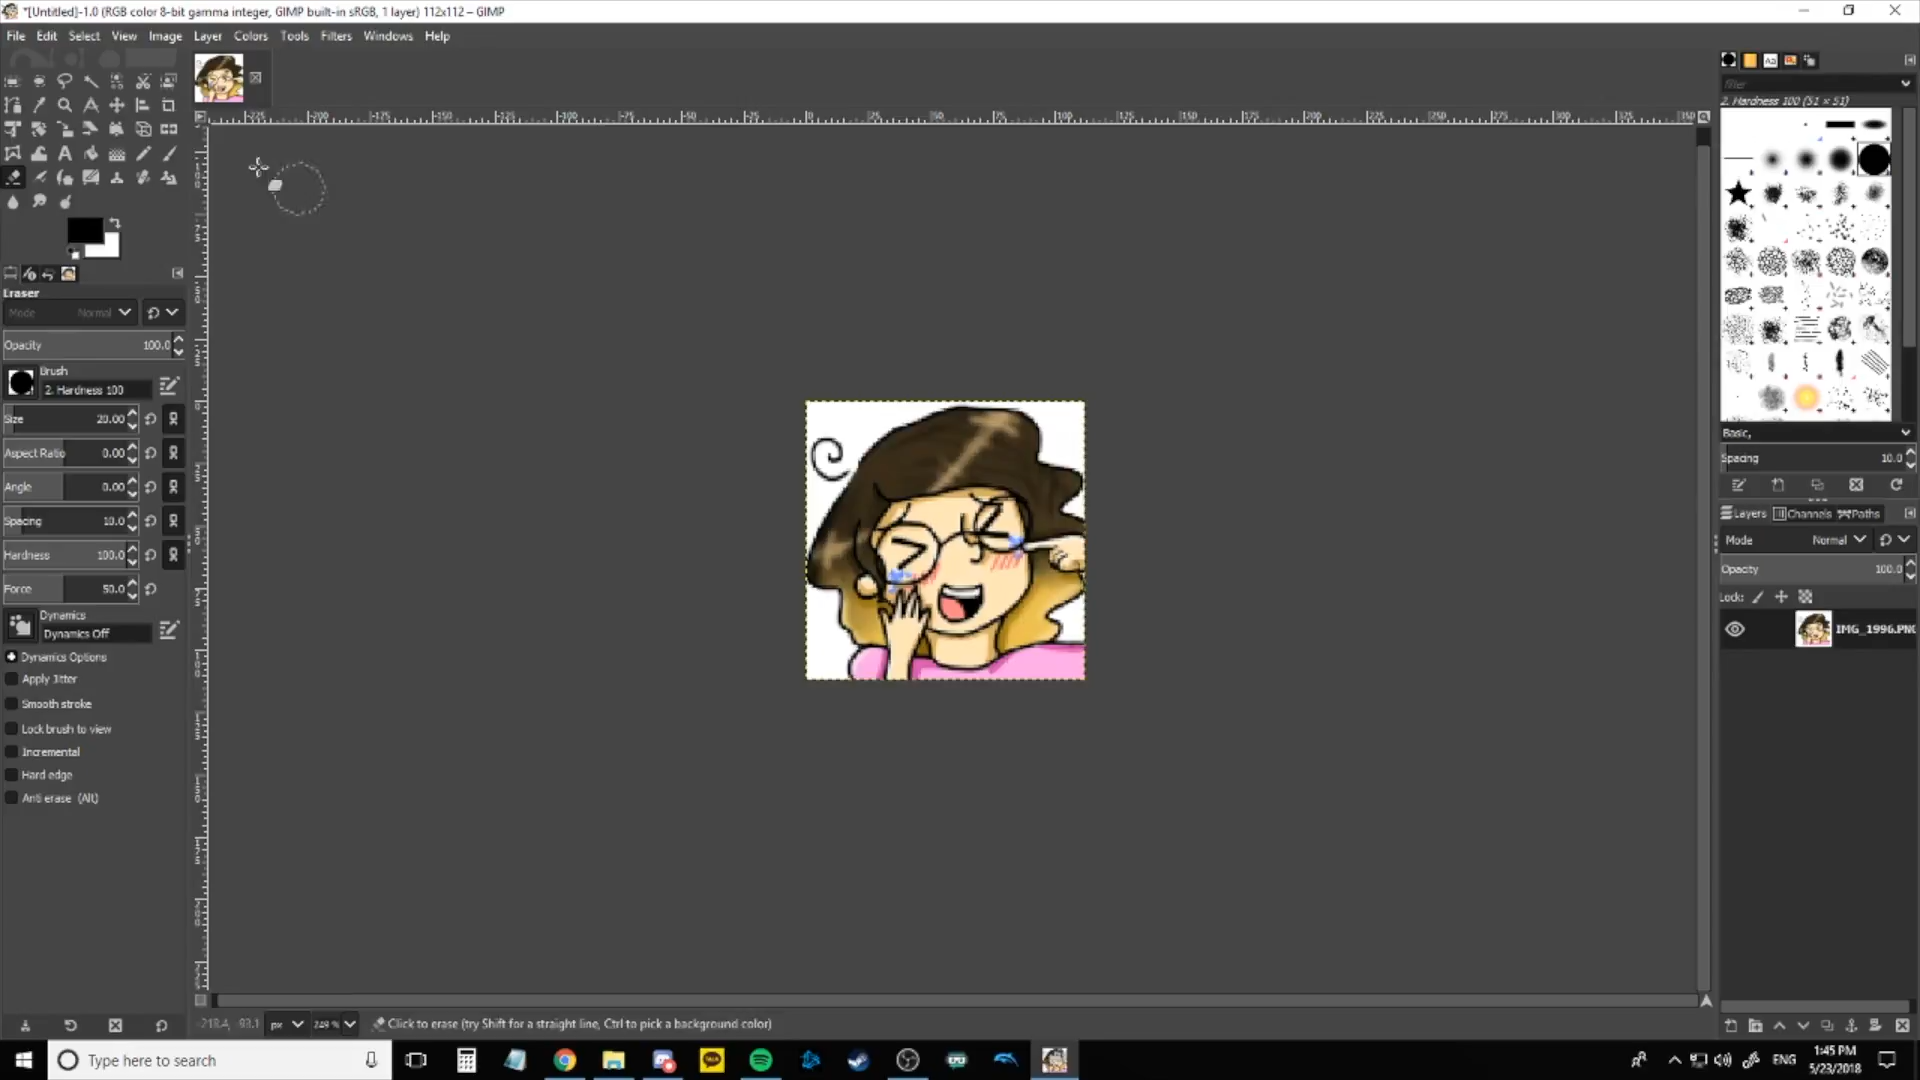 *[Untitled]-1.0 (RGB color 8-bit gamma integer, GIMP built-in sRGB, 1 layer) 112x112 – GIMP
File Edit Select View Image Layer Colors Tools Filters Windows Help
filter
2. Hardness 100 (51 × 51)
Eraser
Mode Normal
Opacity 100.0
Brush
2. Hardness 100
Size 20.00
Aspect Ratio 0.00
Angle 0.00
Spacing 10.0
Hardness 100.0
Force 50.0
Dynamics
Dynamics Off
Dynamics Options
Apply Jitter
Smooth stroke
Lock brush to view
Incremental
Hard edge
Anti erase (Alt)
Basic,
Spacing 10.0
Layers Channels Paths
Mode Normal
Opacity 100.0
Lock:
IMG_1996.PNG
-218.4, -93.1 px 249 % Click to erase (try Shift for a straight line, Ctrl to pick a background color)
Type here to search
ENG
1:45 PM
5/23/2018